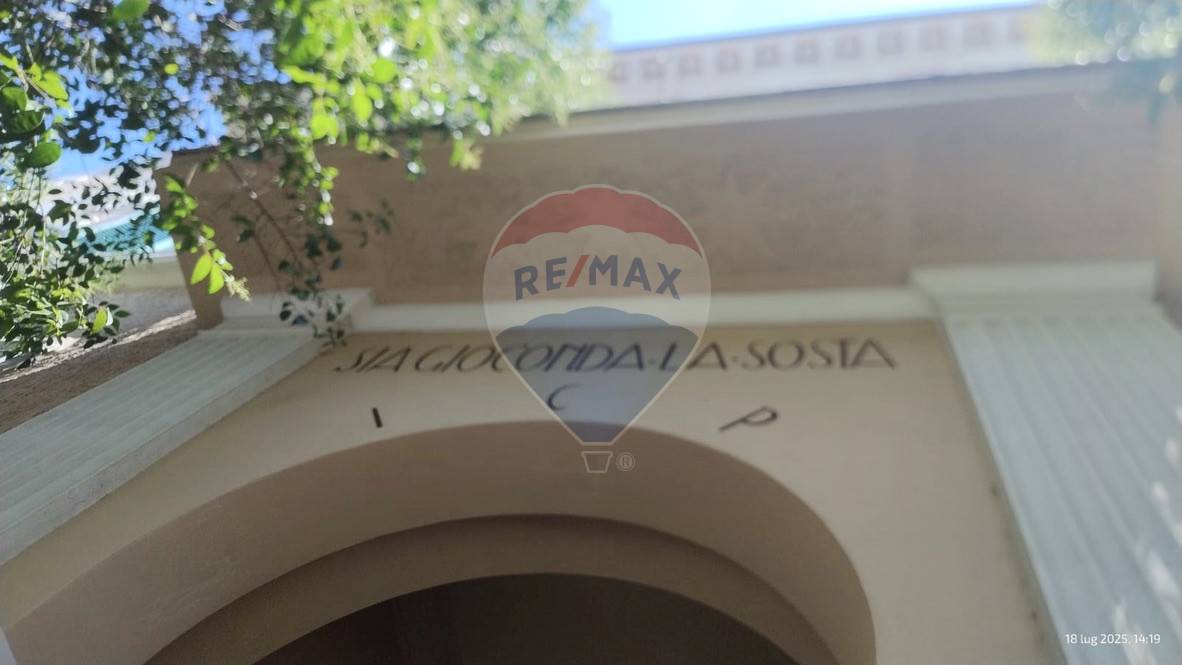 SIA GIOCONDA·LA·SOSTA
I C P
RE/MAX
®
18 lug 2025, 14:19